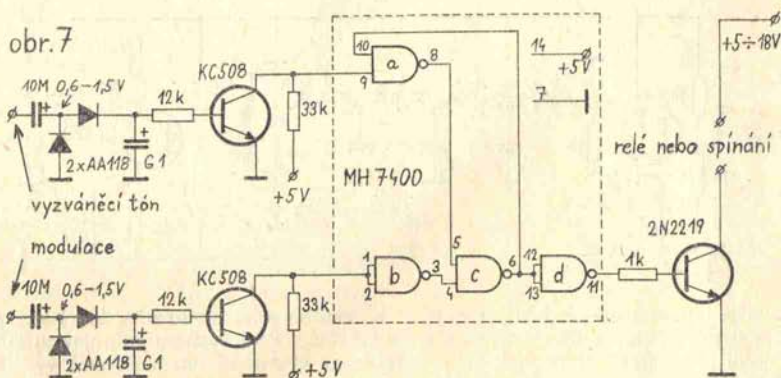 obr.7
10M
+
0,6-1,5V
12k
KC508
+
2xAA118
G1
33k
+5V
10
9
a
8
14
+5V
7
+5÷18V
relé nebo spínání
vyzváněcí tón
modulace
MH 7400
10M
+
0,6-1,5V
12k
KC508
+
2xAA118
G1
33k
+5V
1
2
b
3
5
4
c
6
12
13
d
11
1k
2N2219